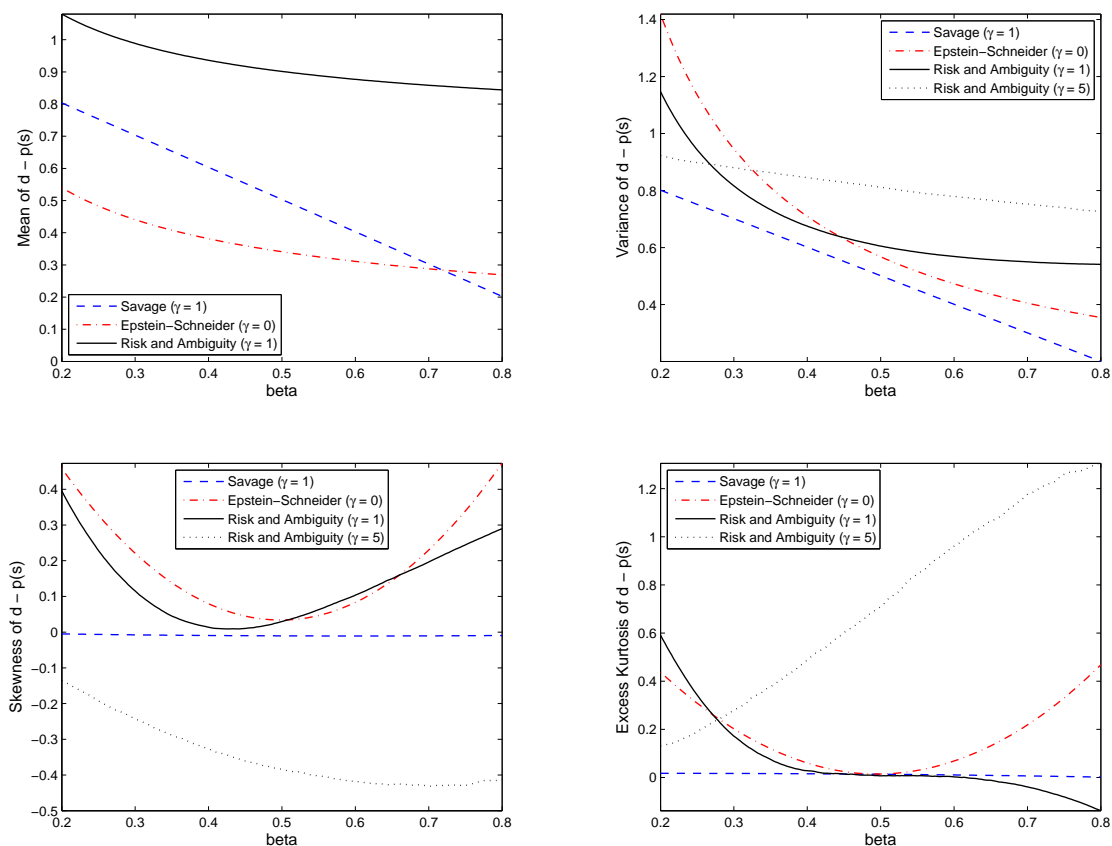 Mean of d − p(s)
1
0.9
0.8
0.7
0.6
0.5
0.4
0.3
0.2
0.1
0
Savage (γ = 1)
Epstein−Schneider (γ = 0)
Risk and Ambiguity (γ = 1)
0.2 0.3 0.4 0.5 0.6 0.7 0.8
beta
Variance of d − p(s)
1.4
1.2
1
0.8
0.6
0.4
Savage (γ = 1)
Epstein−Schneider (γ = 0)
Risk and Ambiguity (γ = 1)
Risk and Ambiguity (γ = 5)
0.2 0.3 0.4 0.5 0.6 0.7 0.8
beta
Skewness of d − p(s)
0.4
0.3
0.2
0.1
0
−0.1
−0.2
−0.3
−0.4
−0.5
Savage (γ = 1)
Epstein−Schneider (γ = 0)
Risk and Ambiguity (γ = 1)
Risk and Ambiguity (γ = 5)
0.2 0.3 0.4 0.5 0.6 0.7 0.8
beta
Excess Kurtosis of d − p(s)
1.2
1
0.8
0.6
0.4
0.2
0
Savage (γ = 1)
Epstein−Schneider (γ = 0)
Risk and Ambiguity (γ = 1)
Risk and Ambiguity (γ = 5)
0.2 0.3 0.4 0.5 0.6 0.7 0.8
beta